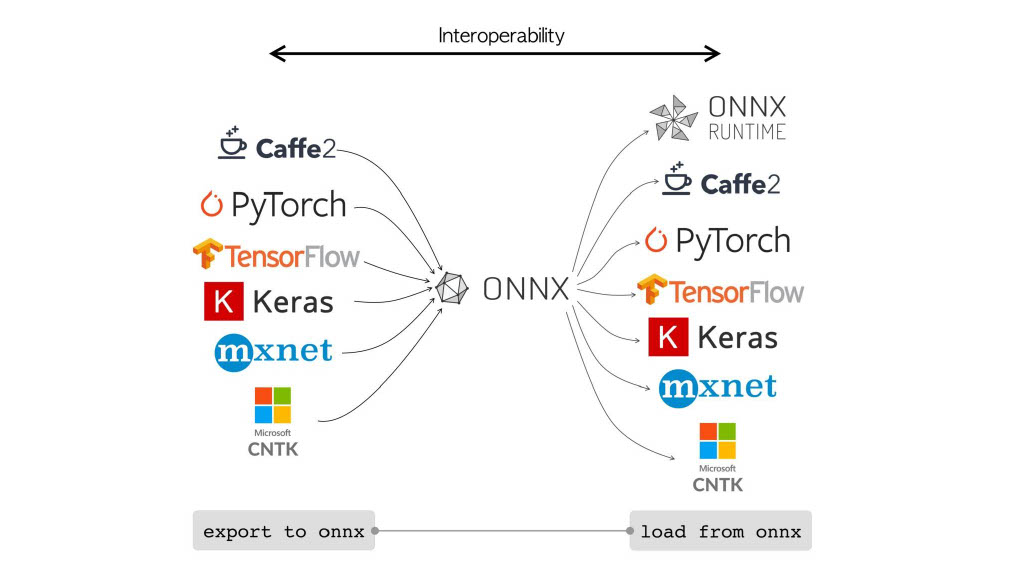 Interoperability
Caffe2
PyTorch
TensorFlow
K Keras
mxnet
Microsoft
CNTK
ONNX
ONNX
RUNTIME
Caffe2
PyTorch
TensorFlow
K Keras
mxnet
Microsoft
CNTK
export to onnx
load from onnx